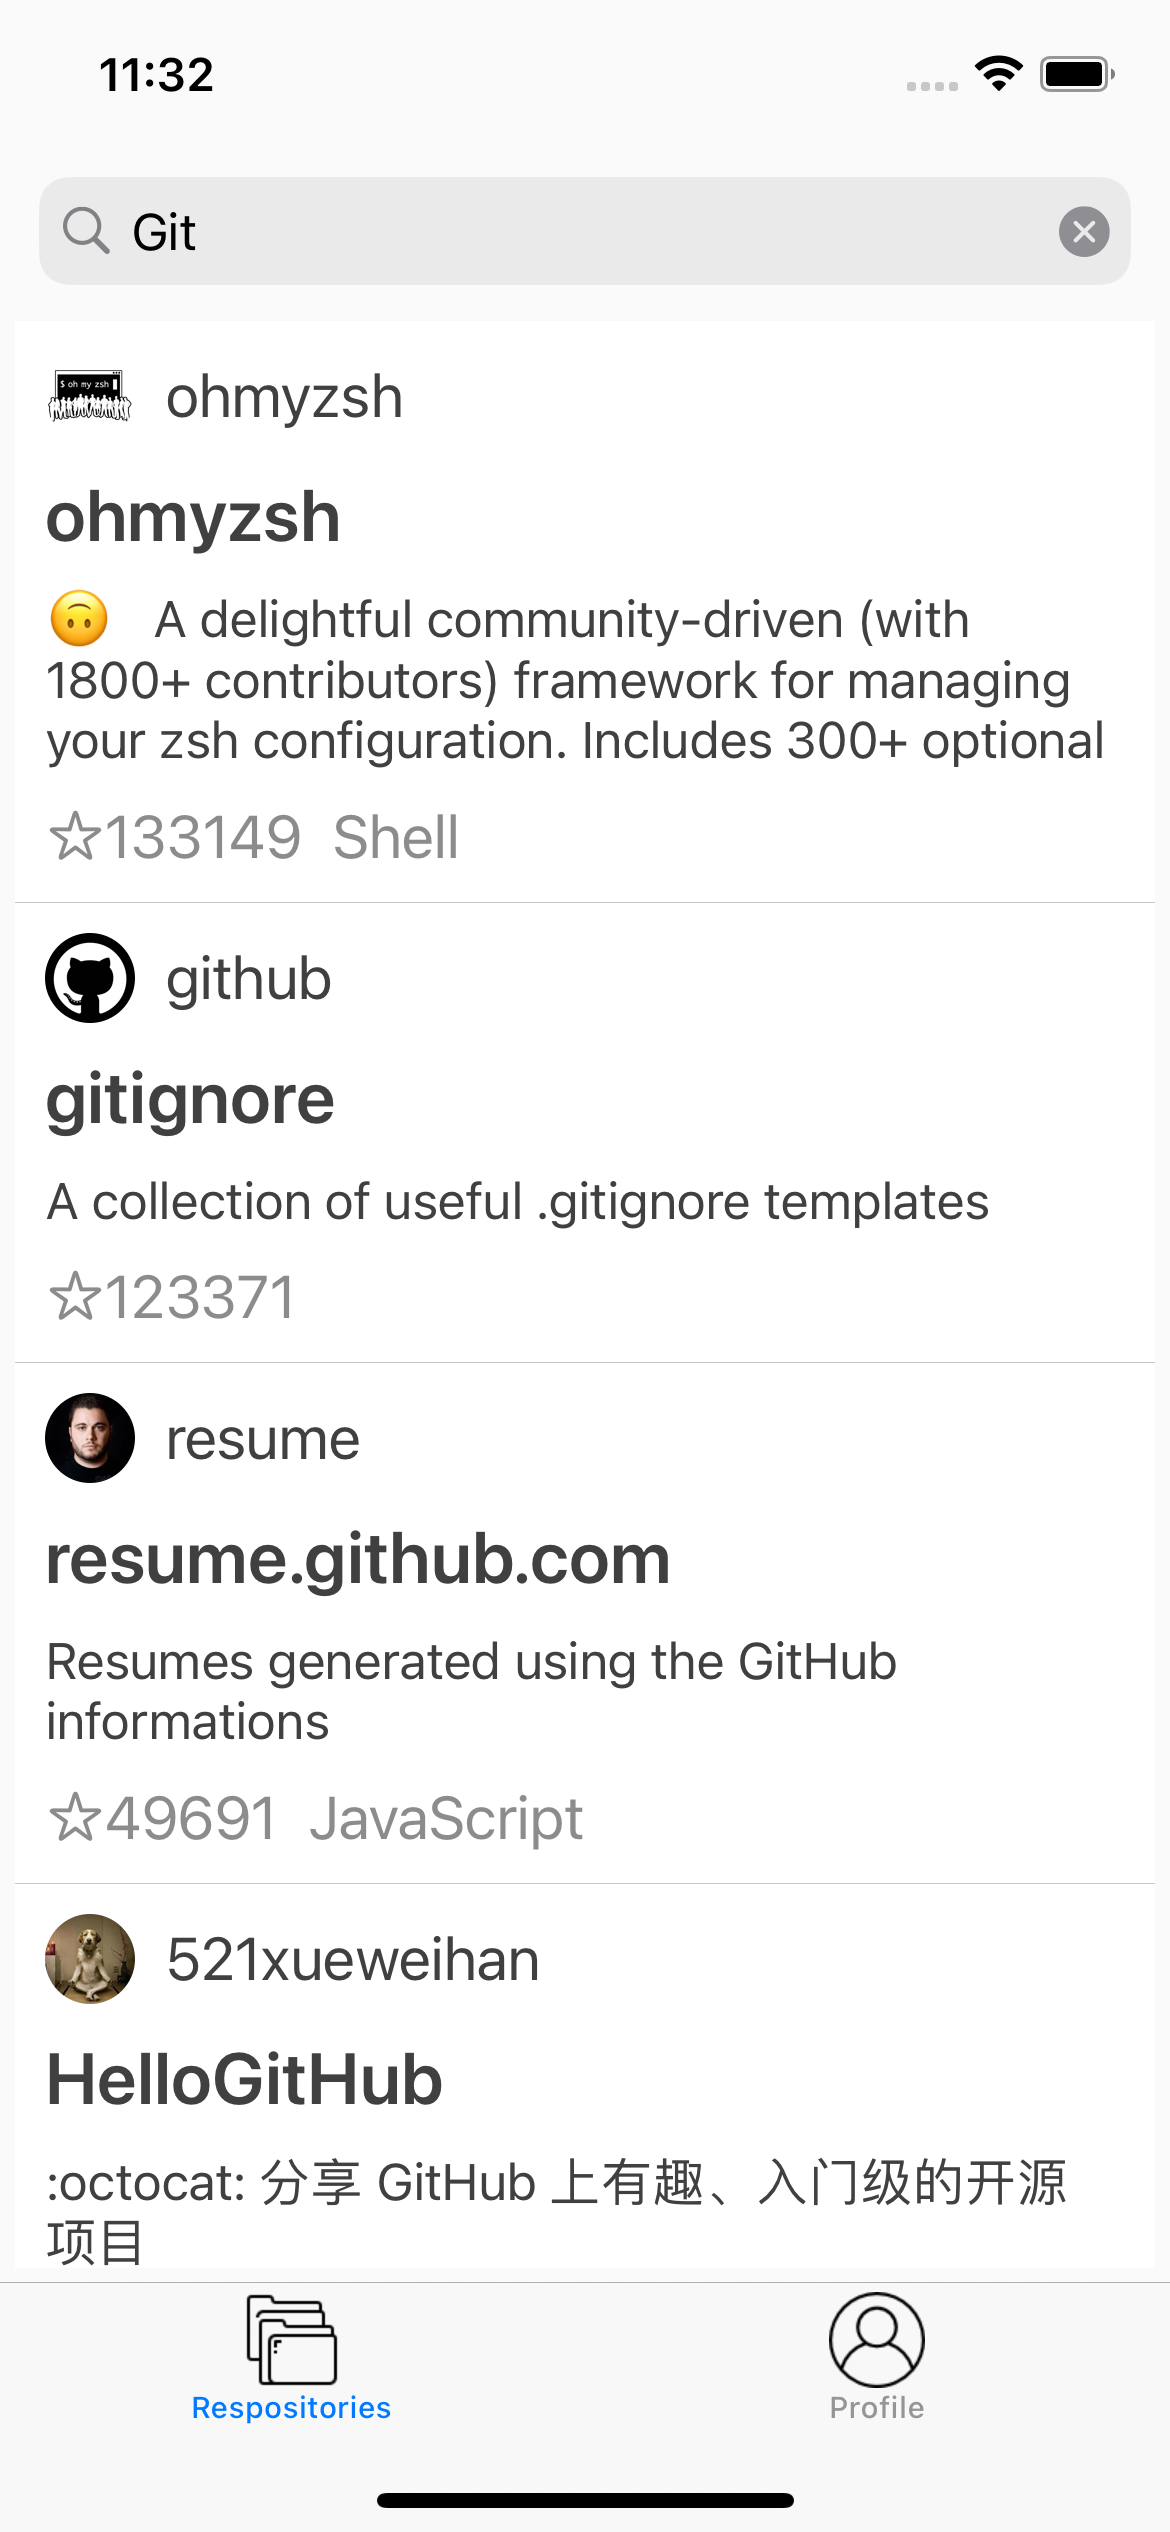 11:32
Git
$ oh my zsh
ohmyzsh
ohmyzsh
🙃 A delightful community-driven (with
1800+ contributors) framework for managing
your zsh configuration. Includes 300+ optional
☆133149 Shell
github
gitignore
A collection of useful .gitignore templates
☆123371
resume
resume.github.com
Resumes generated using the GitHub
informations
☆49691 JavaScript
521xueweihan
HelloGitHub
:octocat: 分享 GitHub 上有趣、入门级的开源
项目
Respositories
Profile